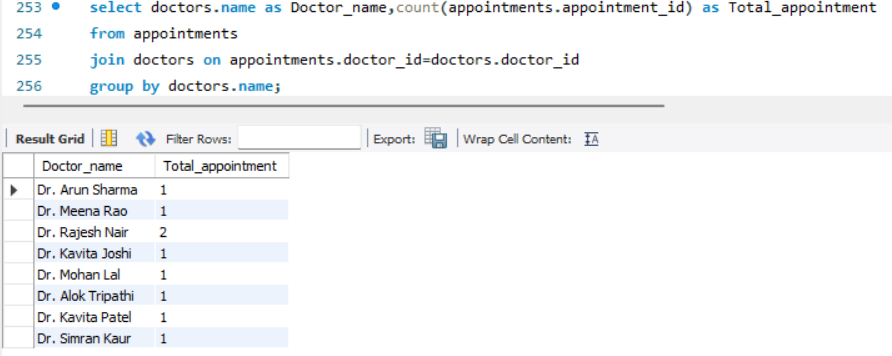 253 select doctors.name as Doctor_name,count(appointments.appointment_id) as Total_appointment
254 from appointments
255 join doctors on appointments.doctor_id=doctors.doctor_id
256 group by doctors.name;
Result Grid Filter Rows: Export: Wrap Cell Content: IA
Doctor_name Total_appointment
Dr. Arun Sharma 1
Dr. Meena Rao 1
Dr. Rajesh Nair 2
Dr. Kavita Joshi 1
Dr. Mohan Lal 1
Dr. Alok Tripathi 1
Dr. Kavita Patel 1
Dr. Simran Kaur 1